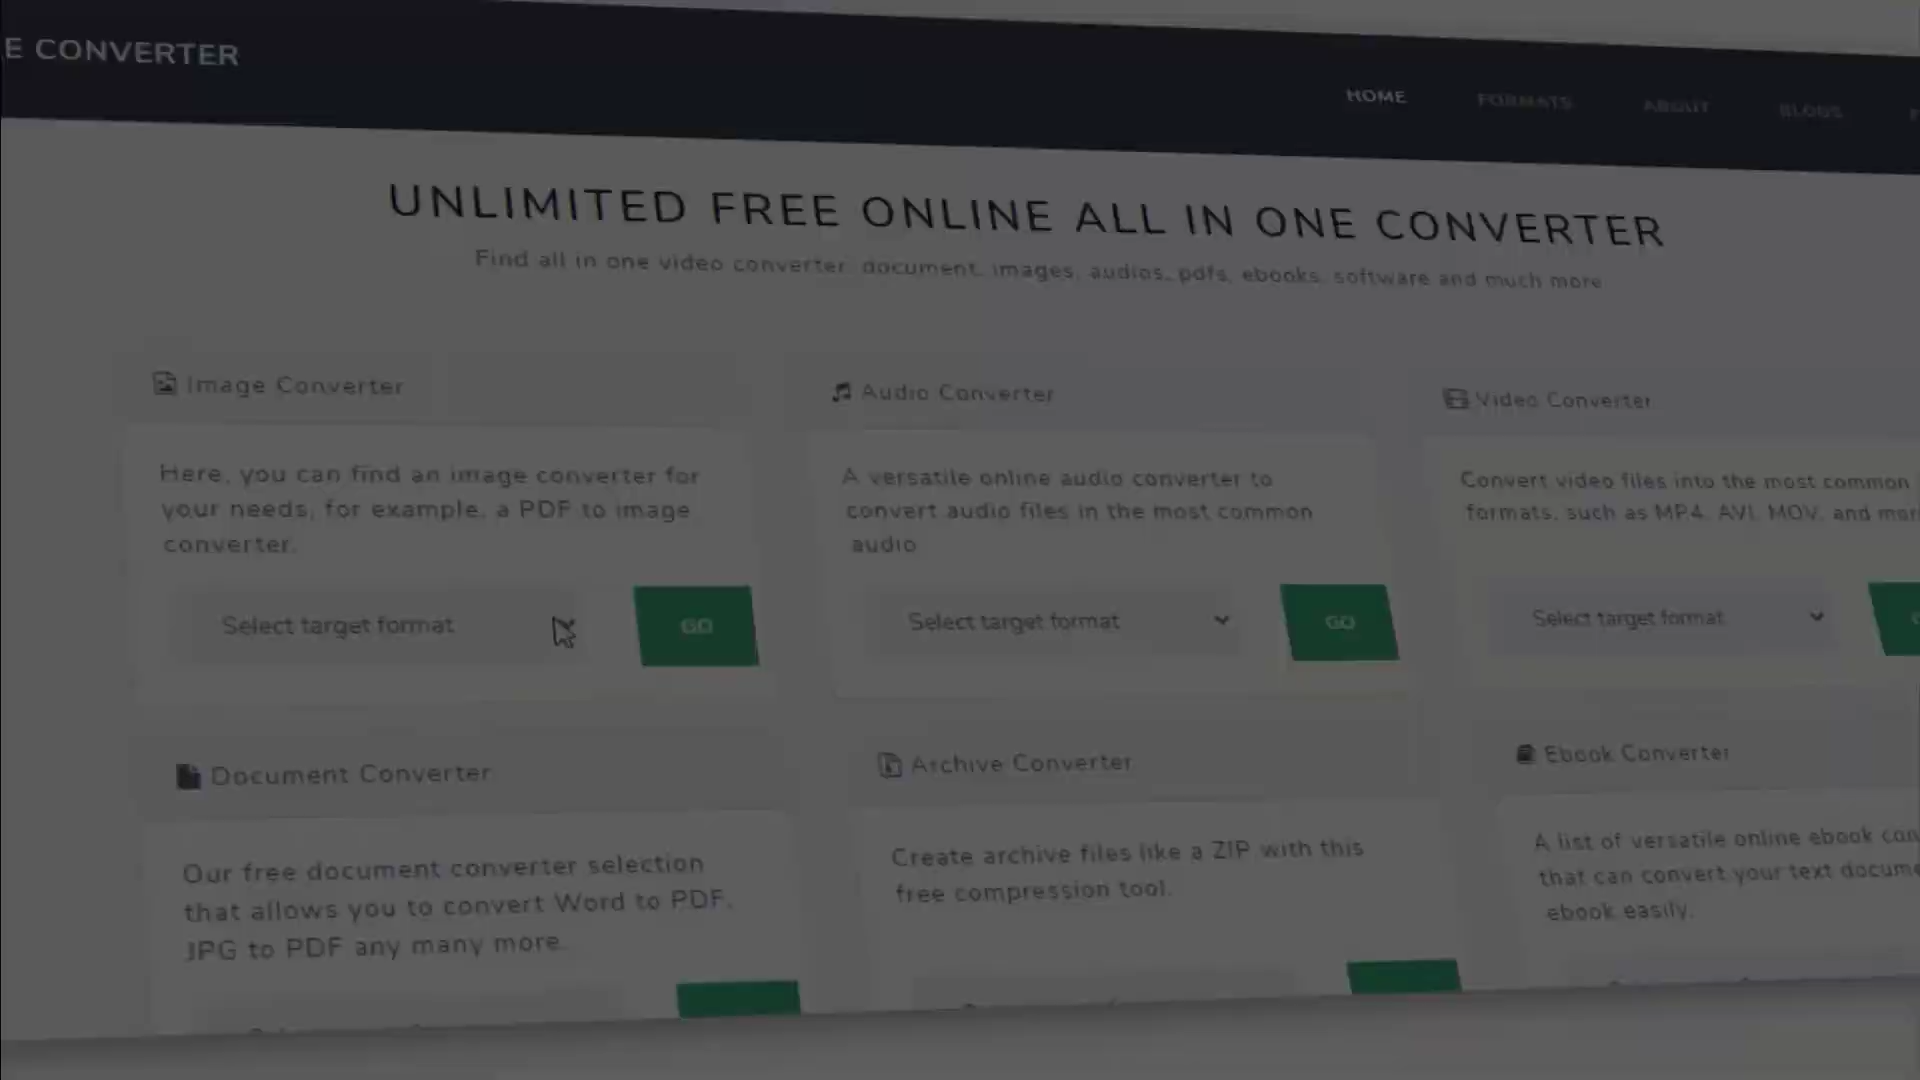 E CONVERTER
HOME FORMATS ABOUT BLOGS
UNLIMITED FREE ONLINE ALL IN ONE CONVERTER
Find all in one video converter, document, images, audios, pdfs, ebooks, software and much more
Image Converter
Here, you can find an image converter for
your needs, for example, a PDF to image
converter.
Select target format
GO
Audio Converter
A versatile online audio converter to
convert audio files in the most common
audio
Select target format
GO
Video Converter
Convert video files into the most common
formats, such as MP4, AVI, MOV, and mor
Select target format
Document Converter
Our free document converter selection
that allows you to convert Word to PDF,
JPG to PDF any many more.
Archive Converter
Create archive files like a ZIP with this
free compression tool.
Ebook Converter
A list of versatile online ebook con
that can convert your text docume
ebook easily.